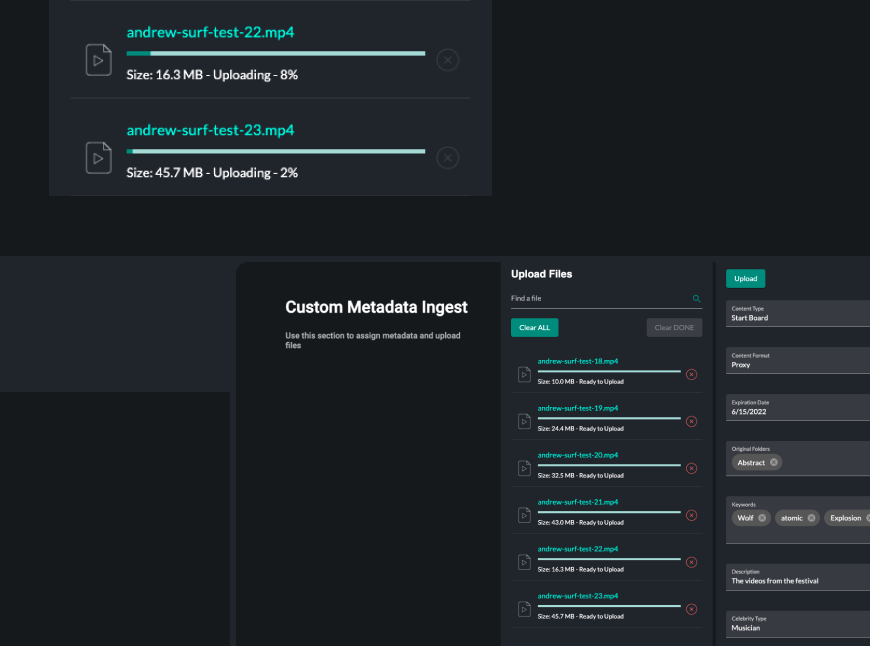 andrew-surf-test-22.mp4
Size: 16.3 MB - Uploading - 8%
andrew-surf-test-23.mp4
Size: 45.7 MB - Uploading - 2%
Custom Metadata Ingest
Use this section to assign metadata and upload
files
Upload Files
Find a file
Clear ALL
Clear DONE
andrew-surf-test-18.mp4
Size: 10.0 MB - Ready to Upload
andrew-surf-test-19.mp4
Size: 24.4 MB - Ready to Upload
andrew-surf-test-20.mp4
Size: 32.5 MB - Ready to Upload
andrew-surf-test-21.mp4
Size: 43.0 MB - Ready to Upload
andrew-surf-test-22.mp4
Size: 16.3 MB - Ready to Upload
andrew-surf-test-23.mp4
Size: 45.7 MB - Ready to Upload
Upload
Content Type
Start Board
Content Format
Proxy
Expiration Date
6/15/2022
Original Folders
Abstract
Keywords
Wolf atomic Explosion
Description
The videos from the festival
Celebrity Type
Musician